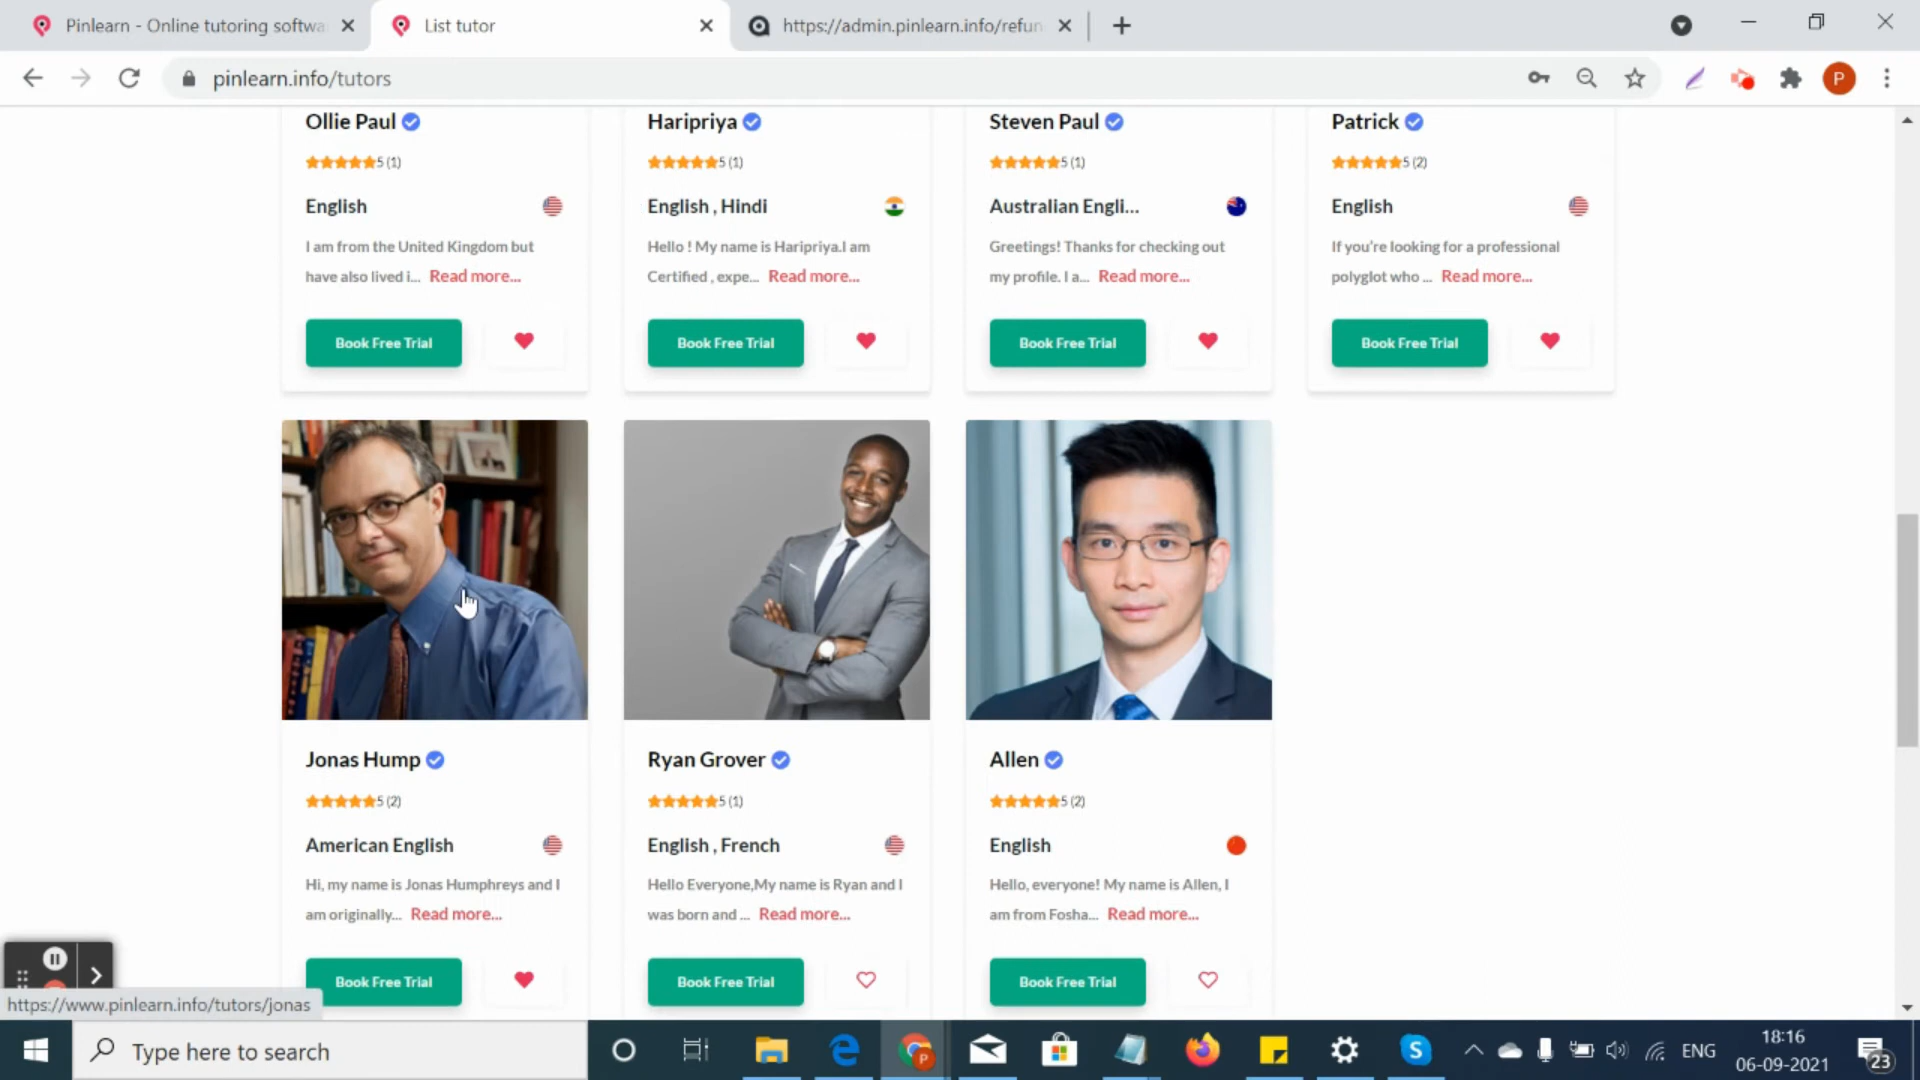 Pinlearn - Online tutoring softwa
List tutor
https://admin.pinlearn.info/refun
pinlearn.info/tutors
P
Ollie Paul
Haripriya
Steven Paul
Patrick
5 (1)
5 (1)
5 (1)
5 (2)
English
English , Hindi
Australian Engli...
English
I am from the United Kingdom but
have also lived i... Read more...
Hello ! My name is Haripriya.I am
Certified , expe... Read more...
Greetings! Thanks for checking out
my profile. I a... Read more...
If you're looking for a professional
polyglot who ... Read more...
Book Free Trial
Book Free Trial
Book Free Trial
Book Free Trial
Jonas Hump
Ryan Grover
Allen
5 (2)
5 (1)
5 (2)
American English
English , French
English
Hi, my name is Jonas Humphreys and I
am originally... Read more...
Hello Everyone,My name is Ryan and I
was born and ... Read more...
Hello, everyone! My name is Allen, I
am from Fosha... Read more...
Book Free Trial
Book Free Trial
Book Free Trial
https://www.pinlearn.info/tutors/jonas
Type here to search
P
S
ENG
18:16
06-09-2021
23